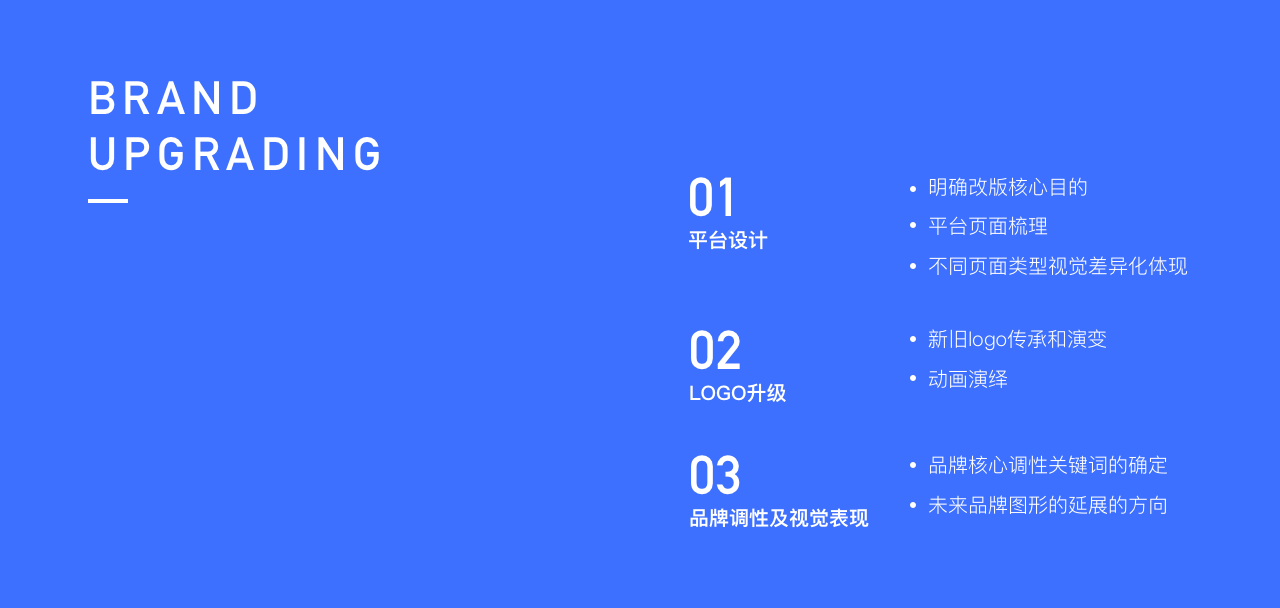 BRAND
UPGRADING
01
平台设计
• 明确改版核心目的
• 平台页面梳理
• 不同页面类型视觉差异化体现
02
LOGO升级
• 新旧logo传承和演变
• 动画演绎
03
品牌调性及视觉表现
• 品牌核心调性关键词的确定
• 未来品牌图形的延展的方向